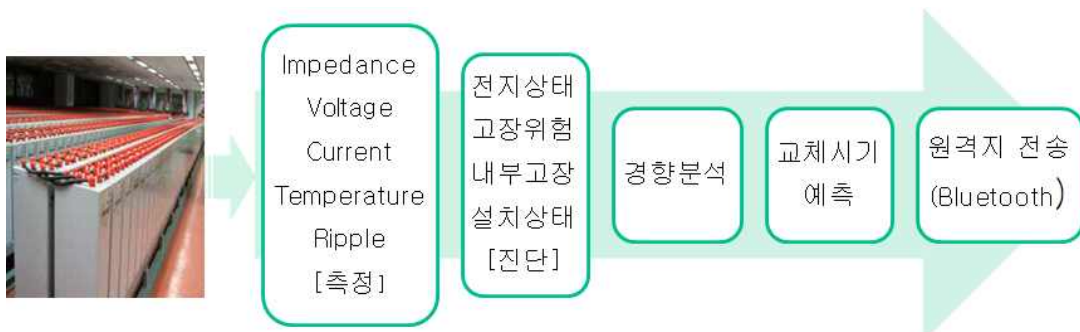 Impedance
Voltage
Current
Temperature
Ripple
[측정]
전지상태
고장위험
내부고장
설치상태
[진단]
경향분석
교체시기
예측
원격지 전송
(Bluetooth)